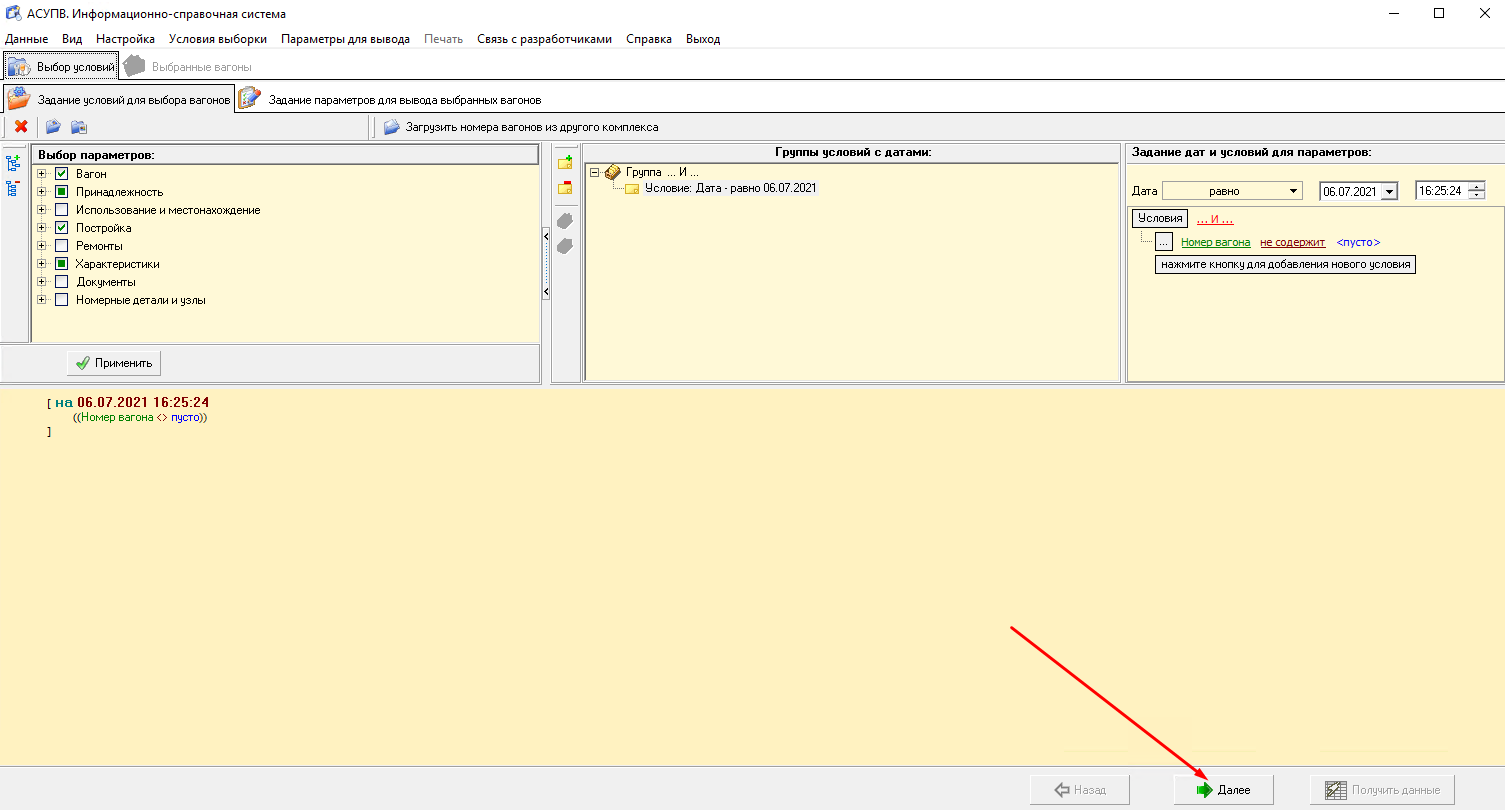 АСУПВ. Информационно-справочная система
Данные Вид Настройка Условия выборки Параметры для вывода Печать Связь с разработчиками Справка Выход
Выбор условий Выбранные вагоны
Задание условий для выбора вагонов Задание параметров для вывода выбранных вагонов
Загрузить номера вагонов из другого комплекса
Выбор параметров:
Вагон
Принадлежность
Использование и местонахождение
Постройка
Ремонты
Характеристики
Документы
Номерные детали и узлы
Применить
Группы условий с датами:
Группа ... И ...
Условие: Дата - равно 06.07.2021
Задание дат и условий для параметров:
Дата равно 06.07.2021 16:25:24
Условия ... И ...
... Номер вагона не содержит <пусто>
нажмите кнопку для добавления нового условия
[ на 06.07.2021 16:25:24
((Номер вагона <> пусто))
]
Назад Далее Получить данные